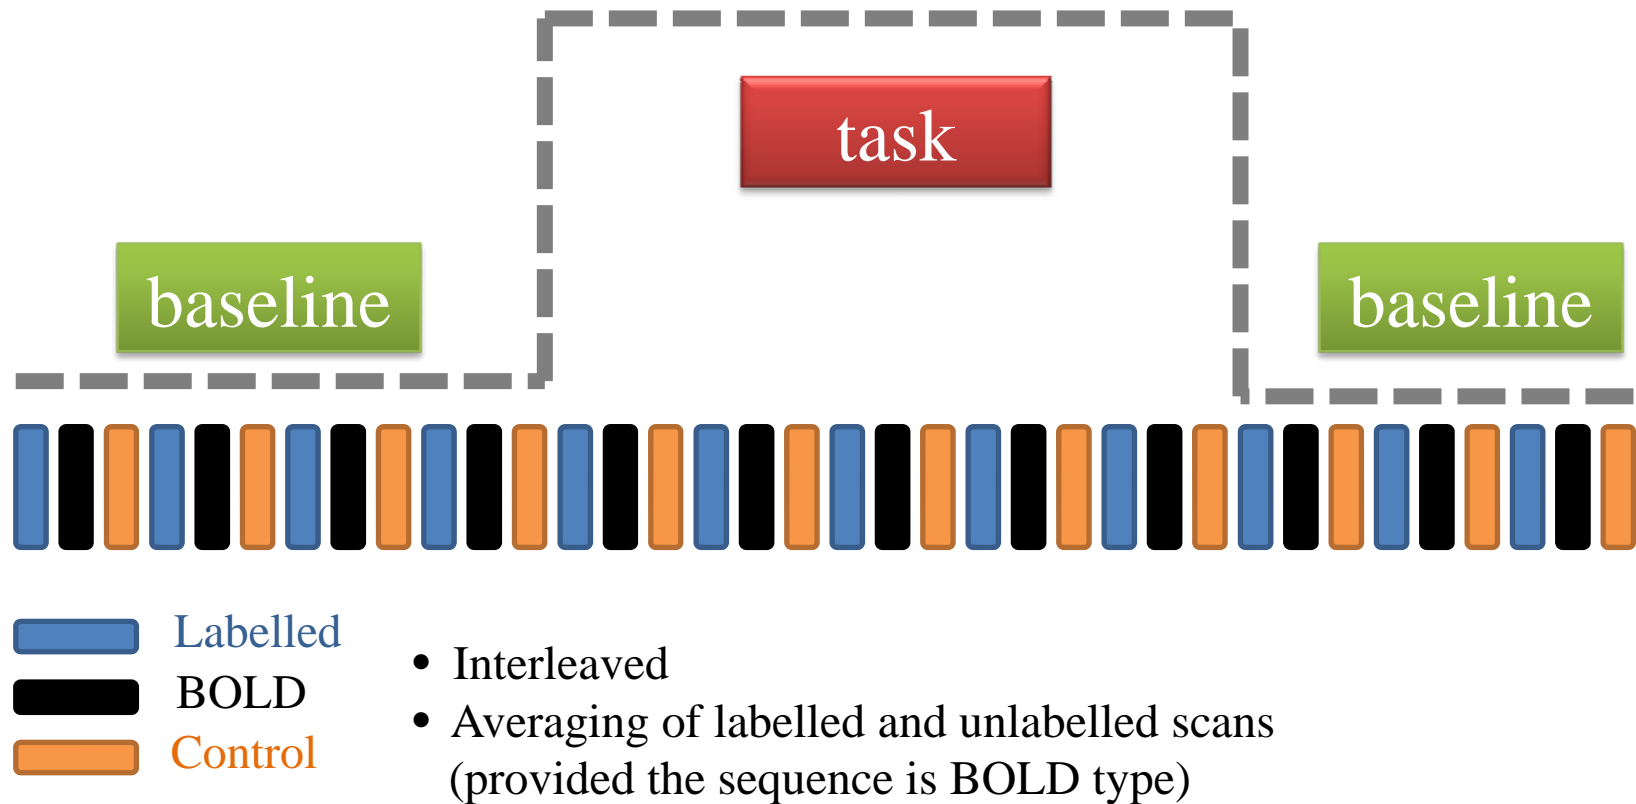 task
baseline
baseline
Labelled
BOLD
Control
• Interleaved
• Averaging of labelled and unlabelled scans
(provided the sequence is BOLD type)